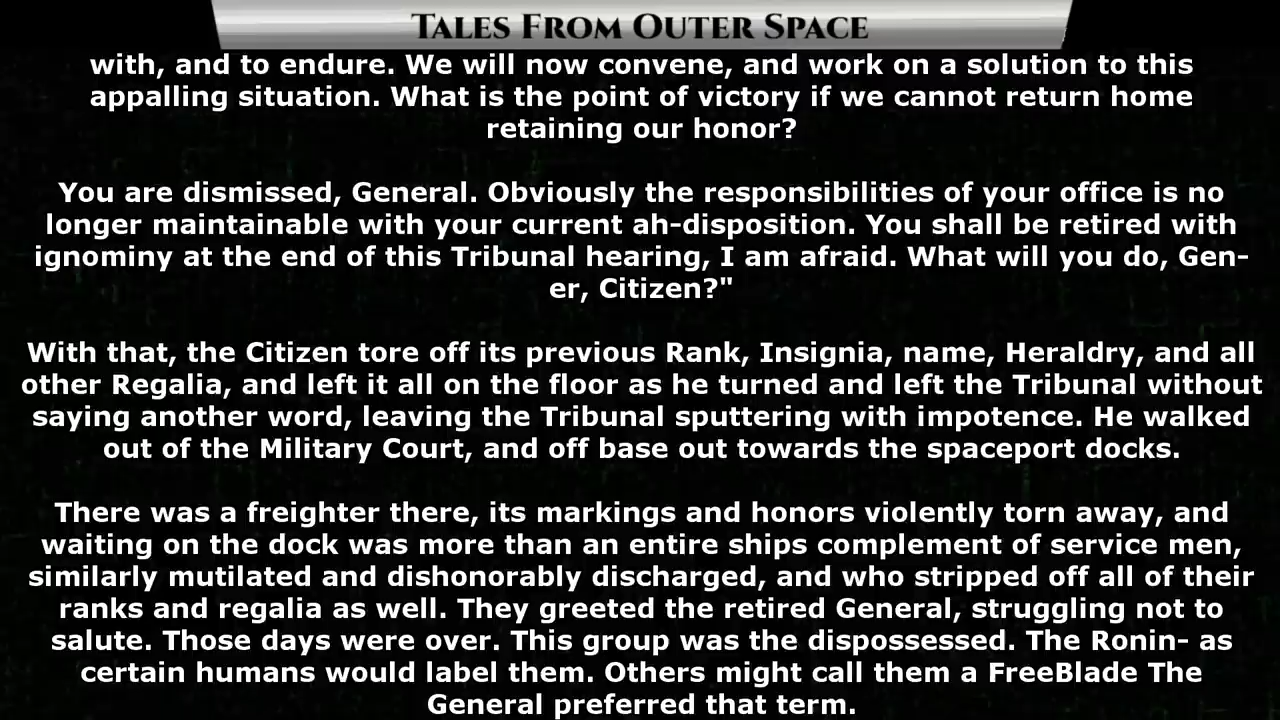 Tales From Outer Space
with, and to endure. We will now convene, and work on a solution to this
appalling situation. What is the point of victory if we cannot return home
retaining our honor?
You are dismissed, General. Obviously the responsibilities of your office is no
longer maintainable with your current ah-disposition. You shall be retired with
ignominy at the end of this Tribunal hearing, I am afraid. What will you do, Gen-
er, Citizen?"
With that, the Citizen tore off its previous Rank, Insignia, name, Heraldry, and all
other Regalia, and left it all on the floor as he turned and left the Tribunal without
saying another word, leaving the Tribunal sputtering with impotence. He walked
out of the Military Court, and off base out towards the spaceport docks.
There was a freighter there, its markings and honors violently torn away, and
waiting on the dock was more than an entire ships complement of service men,
similarly mutilated and dishonorably discharged, and who stripped off all of their
ranks and regalia as well. They greeted the retired General, struggling not to
salute. Those days were over. This group was the dispossessed. The Ronin- as
certain humans would label them. Others might call them a FreeBlade The
General preferred that term.